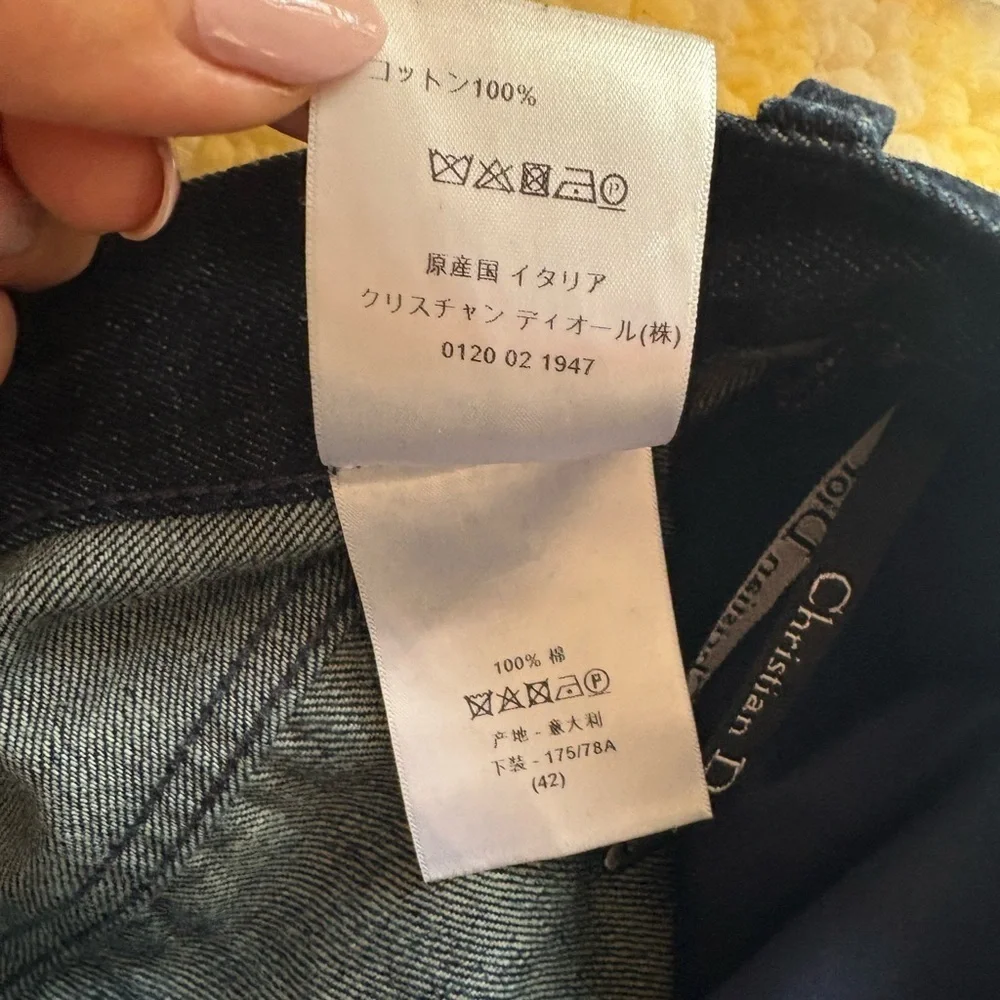 コットン100%
原産国 イタリア
クリスチャン ディオール(株)
0120 02 1947
100% 棉
产地 - 意大利
下装 - 175/78A
(42)
Christian D